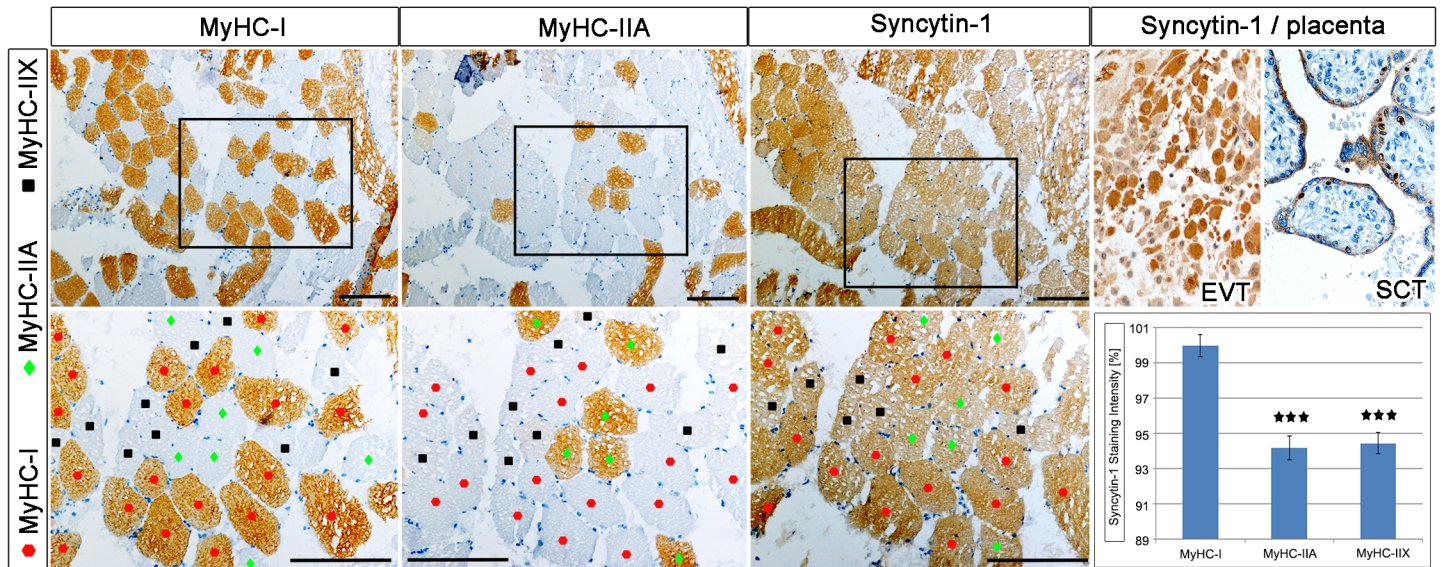 MyHC-I
MyHC-IIA
Syncytin-1
Syncytin-1 / placenta
MyHC-I MyHC-IIA MyHC-IIX
EVT
SCT
Syncytin-1 Staining Intensity [%]
101
99
97
95
93
91
89
MyHC-I
MyHC-IIA
MyHC-IIX